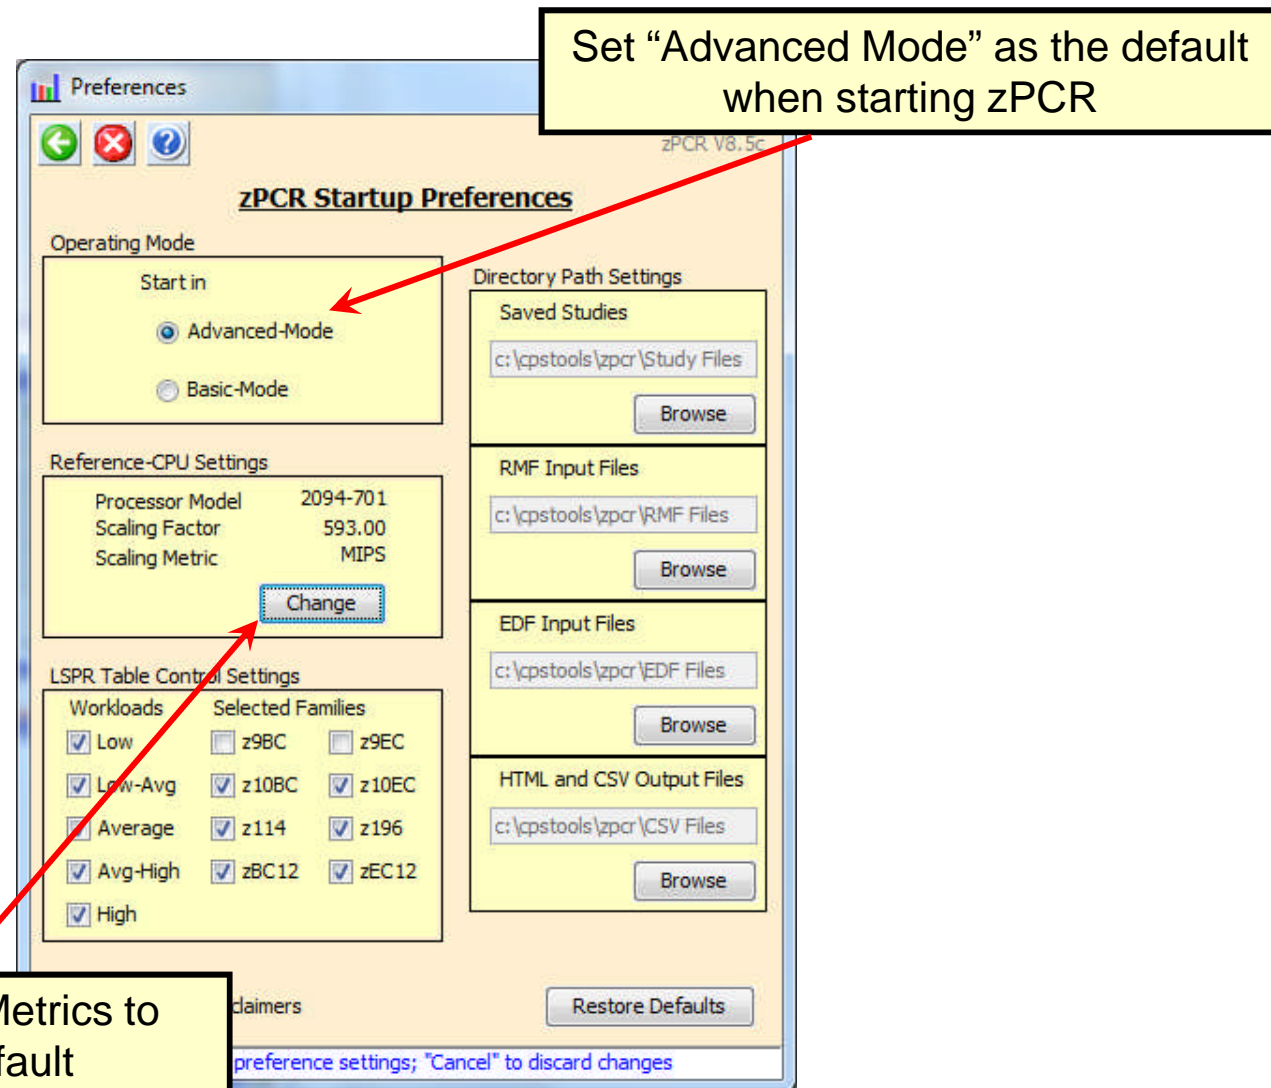 Set “Advanced Mode” as the default
when starting zPCR
Preferences
zPCR V8.5c
zPCR Startup Preferences
Operating Mode
Start in
Advanced-Mode
Basic-Mode
Reference-CPU Settings
Processor Model 2094-701
Scaling Factor 593.00
Scaling Metric MIPS
Change
LSPR Table Control Settings
Workloads Selected Families
Low z9BC z9EC
Low-Avg z10BC z10EC
Average z114 z196
Avg-High zBC12 zEC12
High
Directory Path Settings
Saved Studies
c:\cpstools\zpcr\Study Files
Browse
RMF Input Files
c:\cpstools\zpcr\RMF Files
Browse
EDF Input Files
c:\cpstools\zpcr\EDF Files
Browse
HTML and CSV Output Files
c:\cpstools\zpcr\CSV Files
Browse
Metrics to
fault
claimers
Restore Defaults
preference settings; "Cancel" to discard changes